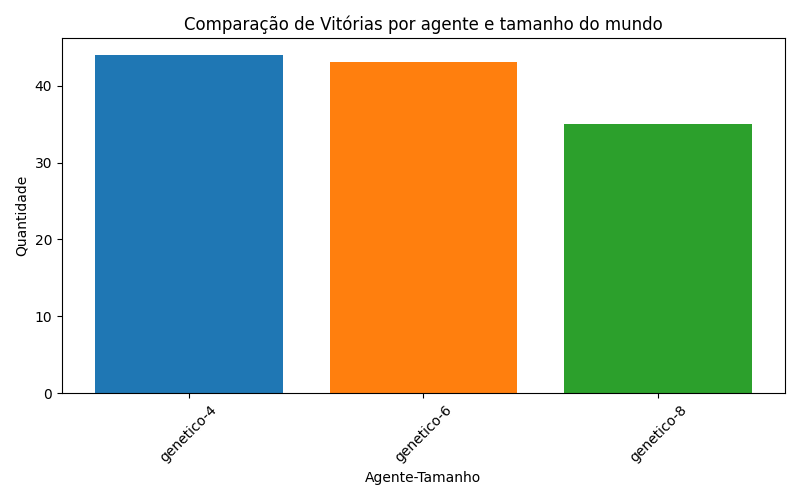 Comparação de Vitórias por agente e tamanho do mundo
Quantidade
40
30
20
10
0
genetico-4
genetico-6
genetico-8
Agente-Tamanho